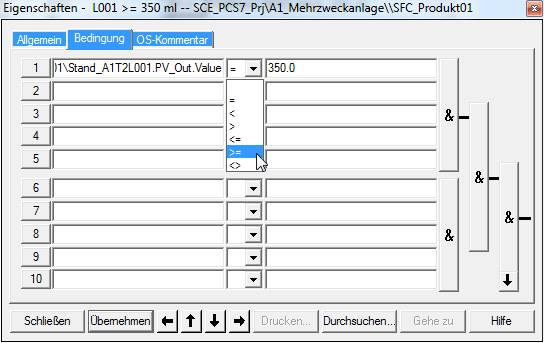 Eigenschaften -  L001 >= 350 ml -- SCE_PCS7_Prj\A1_Mehrzweckanlage\\SFC_Produkt01
Allgemein Bedingung OS-Kommentar
1 )1\Stand_A1T2L001.PV_Out.Value = 350.0
2
=
3 <
>
4 <= &
5 >=
<>
6
7 &
8 & &
9
10
Schließen Übernehmen Drucken... Durchsuchen... Gehe zu Hilfe